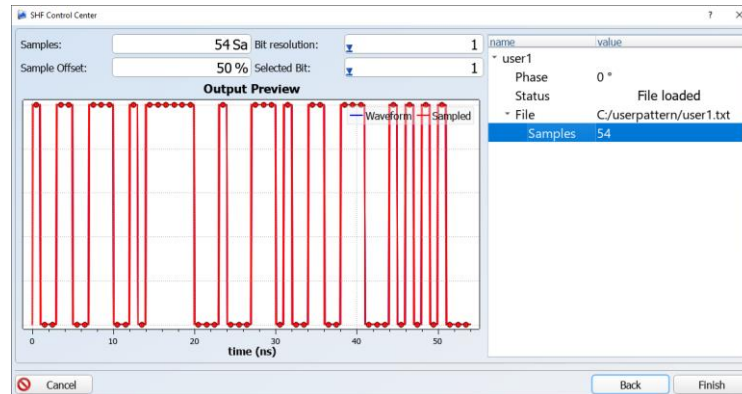 SHF Control Center
Samples: 54 Sa Bit resolution: 1
Sample Offset: 50 % Selected Bit: 1
Output Preview
Waveform Sampled
0 10 20 30 40 50
time (ns)
name value
user1
Phase 0 °
Status File loaded
File C:/userpattern/user1.txt
Samples 54
Cancel Back Finish